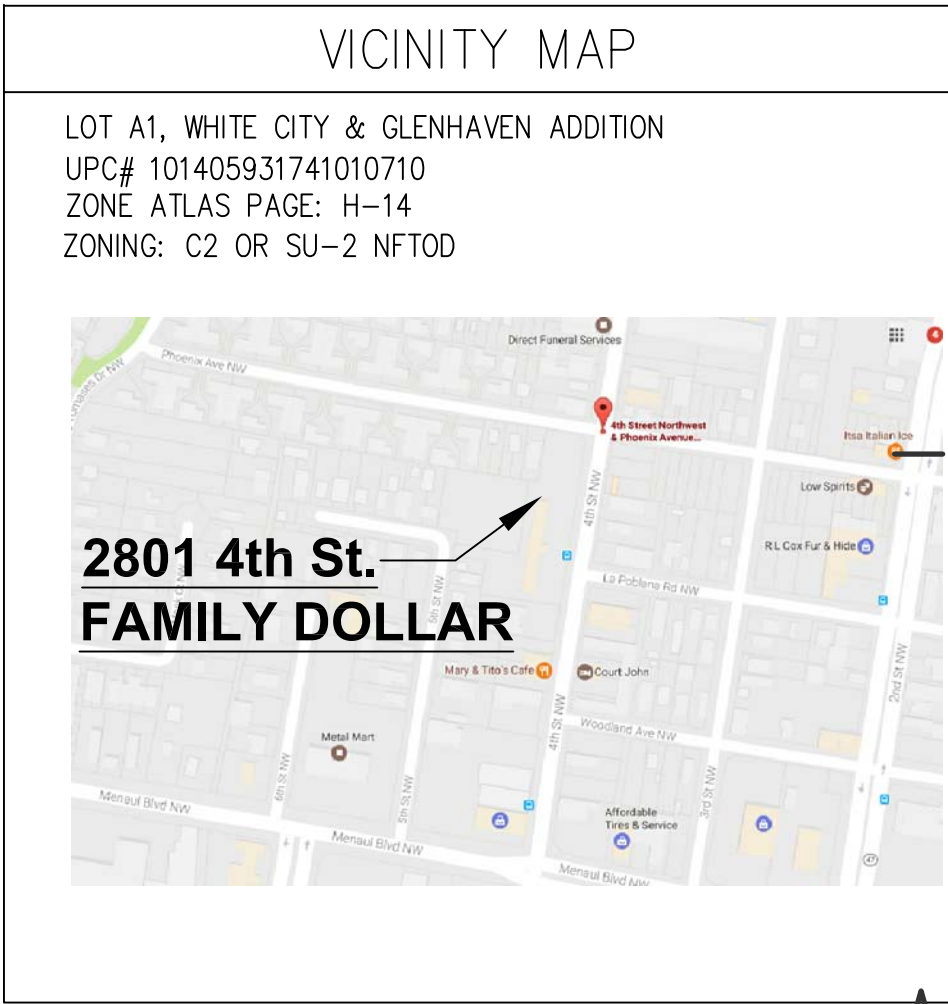 VICINITY MAP
LOT A1, WHITE CITY & GLENHAVEN ADDITION
UPC# 101405931741010710
ZONE ATLAS PAGE: H-14
ZONING: C2 OR SU-2 NFTOD
Direct Funeral Services
4
Phoenix Ave NW
4th Street Northwest
& Phoenix Avenue...
Itsa Italian Ice
Low Spirits
4th St NW
R L Cox Fur & Hide
2801 4th St.
FAMILY DOLLAR
La Poblana Rd NW
5th St NW
Mary & Tito's Cafe
Court John
2nd St NW
4th St NW
Woodland Ave NW
Metal Mart
6th St NW
5th St NW
3rd St NW
Menaul Blvd NW
Affordable
Tires & Service
Menaul Blvd NW
Menaul Blvd NW
47